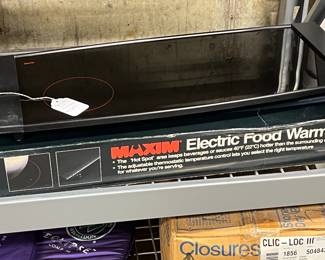 MAXIM Electric Food Warm
• The "Hot Spot" area keeps beverages or sauces 40°F (22°C) hotter than the surrounding
• The adjustable thermostatic temperature control lets you select the right temperature
for whatever you're serving.
Closures
CLIC-LOC III
1856